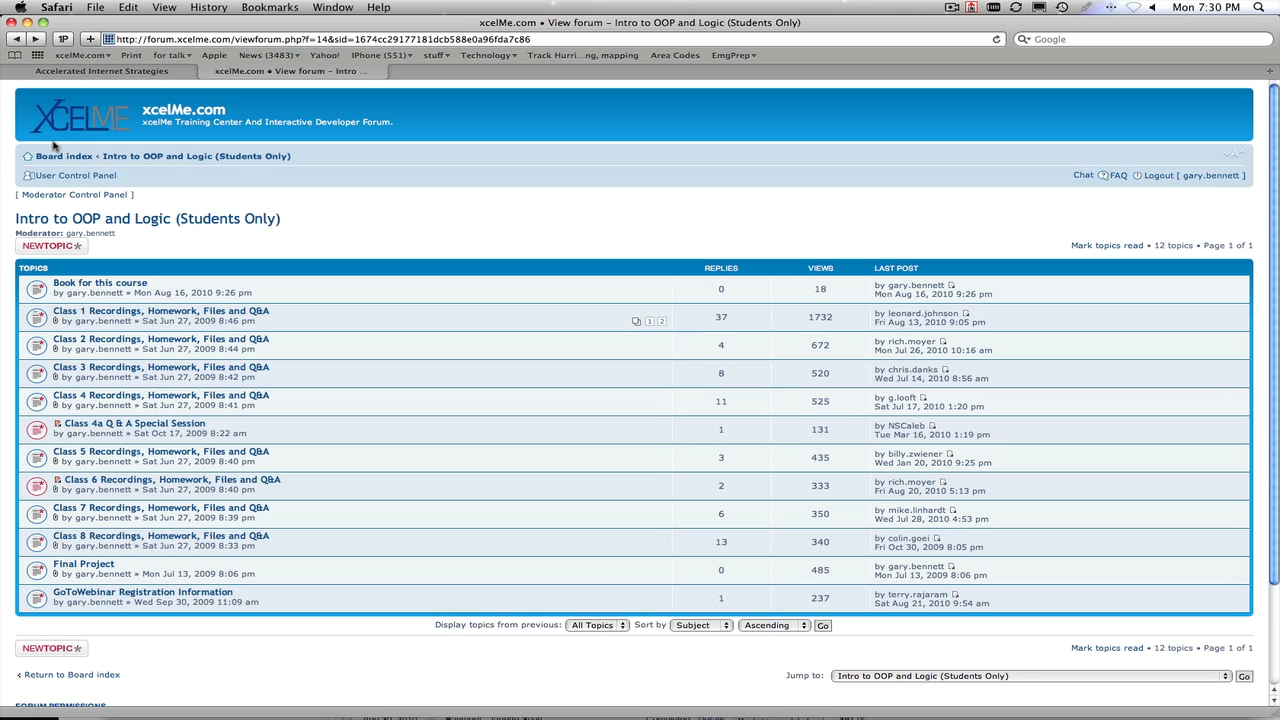 Safari File Edit View History Bookmarks Window Help Mon 7:30 PM
xcelMe.com • View forum - Intro to OOP and Logic (Students Only)
1P + http://forum.xcelme.com/viewforum.php?f=14&sid=1674cc29177181dcb588e0a96fda7c86 Google
xcelMe.com Print for talk Apple News (3483) Yahoo! IPhone (551) stuff Technology Track Hurri...ng, mapping Area Codes EmgPrep
Accelerated Internet Strategies xcelMe.com • View forum – Intro ...
XCELME xcelMe.com
xcelMe Training Center And Interactive Developer Forum.
Board index ‹ Intro to OOP and Logic (Students Only)
User Control Panel Chat FAQ Logout [ gary.bennett ]
[ Moderator Control Panel ]
Intro to OOP and Logic (Students Only)
Moderator: gary.bennett
NEWTOPIC* Mark topics read • 12 topics • Page 1 of 1
TOPICS REPLIES VIEWS LAST POST
Book for this course 0 18 by gary.bennett
by gary.bennett » Mon Aug 16, 2010 9:26 pm Mon Aug 16, 2010 9:26 pm
Class 1 Recordings, Homework, Files and Q&A 1 2 37 1732 by leonard.johnson
by gary.bennett » Sat Jun 27, 2009 8:46 pm Fri Aug 13, 2010 9:05 pm
Class 2 Recordings, Homework, Files and Q&A 4 672 by rich.moyer
by gary.bennett » Sat Jun 27, 2009 8:44 pm Mon Jul 26, 2010 10:16 am
Class 3 Recordings, Homework, Files and Q&A 8 520 by chris.danks
by gary.bennett » Sat Jun 27, 2009 8:42 pm Wed Jul 14, 2010 8:56 am
Class 4 Recordings, Homework, Files and Q&A 11 525 by g.looft
by gary.bennett » Sat Jun 27, 2009 8:41 pm Sat Jul 17, 2010 1:20 pm
Class 4a Q & A Special Session 1 131 by NSCaleb
by gary.bennett » Sat Oct 17, 2009 8:22 am Tue Mar 16, 2010 1:19 pm
Class 5 Recordings, Homework, Files and Q&A 3 435 by billy.zwiener
by gary.bennett » Sat Jun 27, 2009 8:40 pm Wed Jan 20, 2010 9:25 pm
Class 6 Recordings, Homework, Files and Q&A 2 333 by rich.moyer
by gary.bennett » Sat Jun 27, 2009 8:40 pm Fri Aug 20, 2010 5:13 pm
Class 7 Recordings, Homework, Files and Q&A 6 350 by mike.linhardt
by gary.bennett » Sat Jun 27, 2009 8:39 pm Wed Jul 28, 2010 4:53 pm
Class 8 Recordings, Homework, Files and Q&A 13 340 by colin.goei
by gary.bennett » Sat Jun 27, 2009 8:33 pm Fri Oct 30, 2009 8:05 pm
Final Project 0 485 by gary.bennett
by gary.bennett » Mon Jul 13, 2009 8:06 pm Mon Jul 13, 2009 8:06 pm
GoToWebinar Registration Information 1 237 by terry.rajaram
by gary.bennett » Wed Sep 30, 2009 11:09 am Sat Aug 21, 2010 9:54 am
Display topics from previous: All Topics Sort by Subject Ascending Go
NEWTOPIC* Mark topics read • 12 topics • Page 1 of 1
‹ Return to Board index Jump to: Intro to OOP and Logic (Students Only) Go
FORUM PERMISSIONS